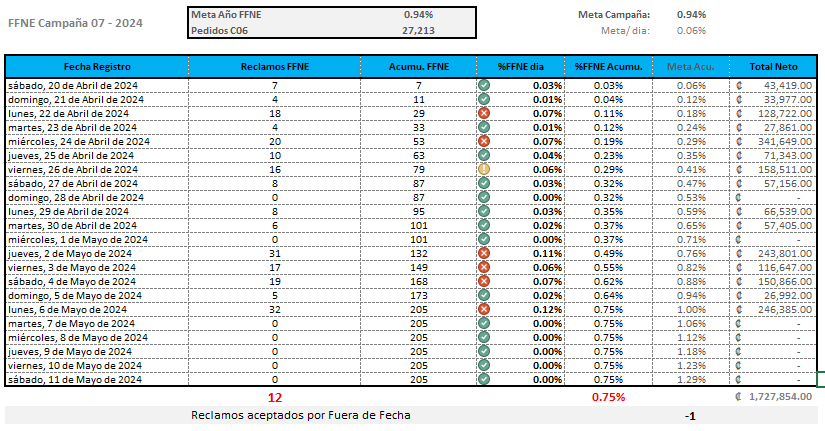 FFNE Campaña 07 - 2024
Meta Año FFNE 0.94%
Pedidos C06 27,213
Meta Campaña: 0.94%
Meta/ dia: 0.06%
Fecha Registro Reclamos FFNE Acumu. FFNE %FFNE dia %FFNE Acumu. Meta Acu. Total Neto
sábado, 20 de Abril de 2024 7 7 0.03% 0.03% 0.06% ₡ 43,419.00
domingo, 21 de Abril de 2024 4 11 0.01% 0.04% 0.12% ₡ 33,977.00
lunes, 22 de Abril de 2024 18 29 0.07% 0.11% 0.18% ₡ 128,722.00
martes, 23 de Abril de 2024 4 33 0.01% 0.12% 0.24% ₡ 27,861.00
miércoles, 24 de Abril de 2024 20 53 0.07% 0.19% 0.29% ₡ 341,649.00
jueves, 25 de Abril de 2024 10 63 0.04% 0.23% 0.35% ₡ 71,343.00
viernes, 26 de Abril de 2024 16 79 0.06% 0.29% 0.41% ₡ 158,511.00
sábado, 27 de Abril de 2024 8 87 0.03% 0.32% 0.47% ₡ 57,156.00
domingo, 28 de Abril de 2024 0 87 0.00% 0.32% 0.53% ₡ -
lunes, 29 de Abril de 2024 8 95 0.03% 0.35% 0.59% ₡ 66,539.00
martes, 30 de Abril de 2024 6 101 0.02% 0.37% 0.65% ₡ 57,405.00
miércoles, 1 de Mayo de 2024 0 101 0.00% 0.37% 0.71% ₡ -
jueves, 2 de Mayo de 2024 31 132 0.11% 0.49% 0.76% ₡ 243,801.00
viernes, 3 de Mayo de 2024 17 149 0.06% 0.55% 0.82% ₡ 116,647.00
sábado, 4 de Mayo de 2024 19 168 0.07% 0.62% 0.88% ₡ 150,866.00
domingo, 5 de Mayo de 2024 5 173 0.02% 0.64% 0.94% ₡ 26,992.00
lunes, 6 de Mayo de 2024 32 205 0.12% 0.75% 1.00% ₡ 246,385.00
martes, 7 de Mayo de 2024 0 205 0.00% 0.75% 1.06% ₡ -
miércoles, 8 de Mayo de 2024 0 205 0.00% 0.75% 1.12% ₡ -
jueves, 9 de Mayo de 2024 0 205 0.00% 0.75% 1.18% ₡ -
viernes, 10 de Mayo de 2024 0 205 0.00% 0.75% 1.23% ₡ -
sábado, 11 de Mayo de 2024 0 205 0.00% 0.75% 1.29% ₡ -
12 0.75% ₡ 1,727,854.00
Reclamos aceptados por Fuera de Fecha -1